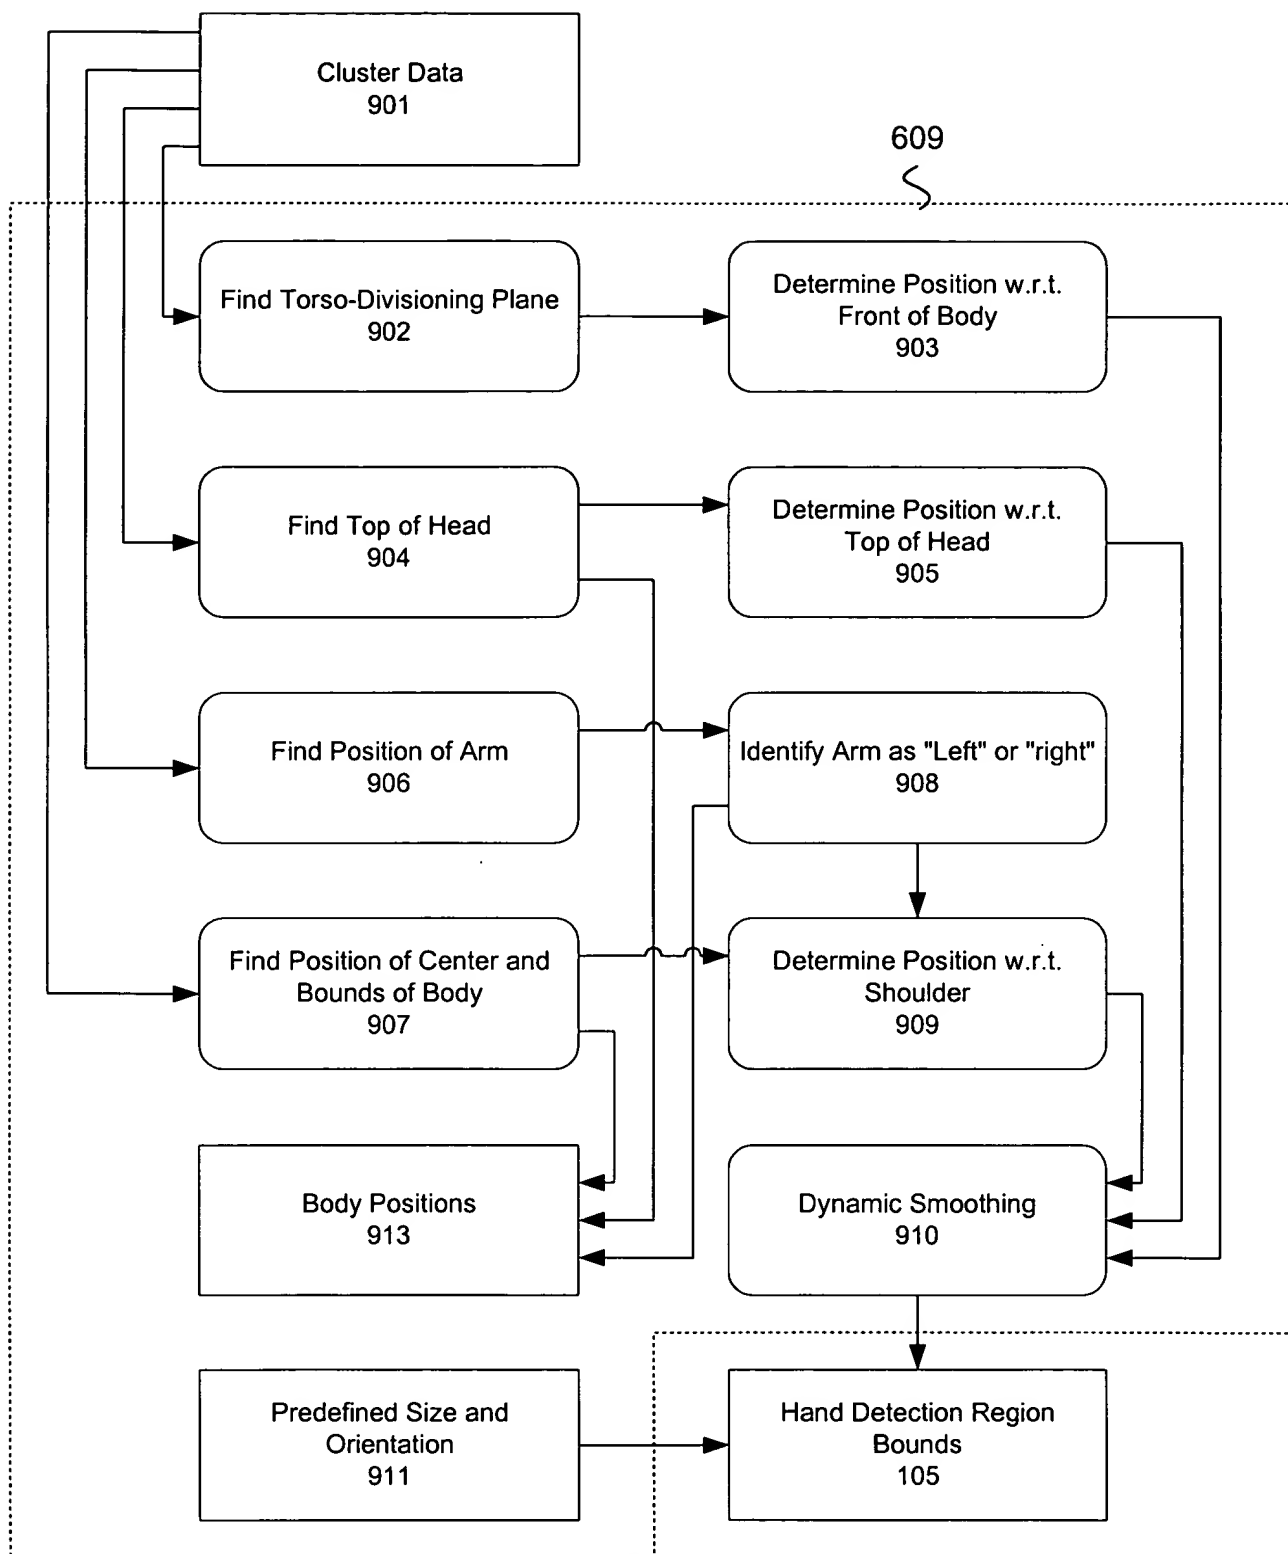 Cluster Data
901
609
Find Torso-Divisioning Plane
902
Determine Position w.r.t.
Front of Body
903
Find Top of Head
904
Determine Position w.r.t.
Top of Head
905
Find Position of Arm
906
Identify Arm as "Left" or "right"
908
Find Position of Center and
Bounds of Body
907
Determine Position w.r.t.
Shoulder
909
Body Positions
913
Dynamic Smoothing
910
Predefined Size and
Orientation
911
Hand Detection Region
Bounds
105